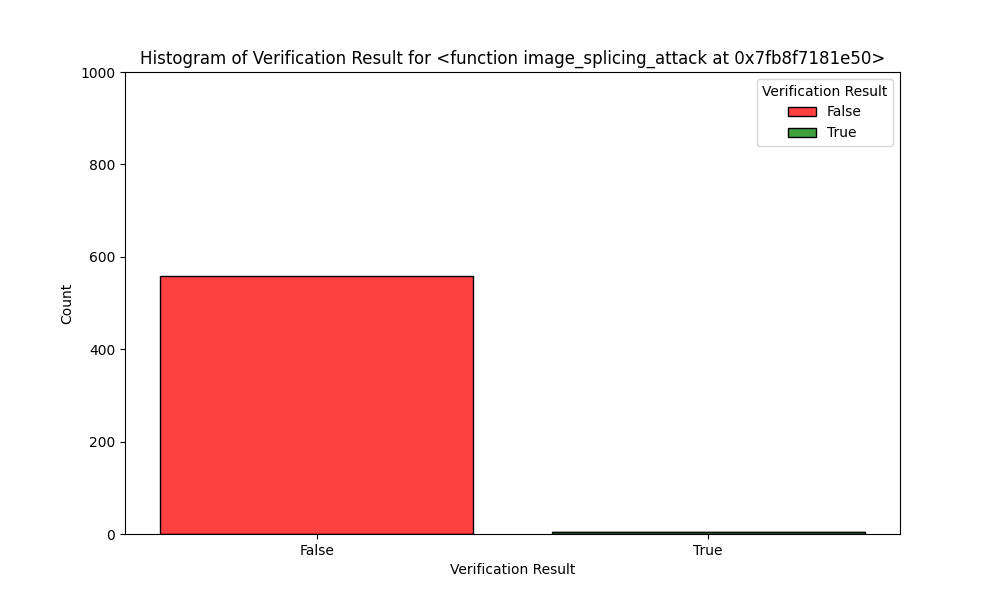 Histogram of Verification Result for <function image_splicing_attack at 0x7fb8f7181e50>
1000
800
600
400
200
0
Count
Verification Result
False
True
False
True
Verification Result